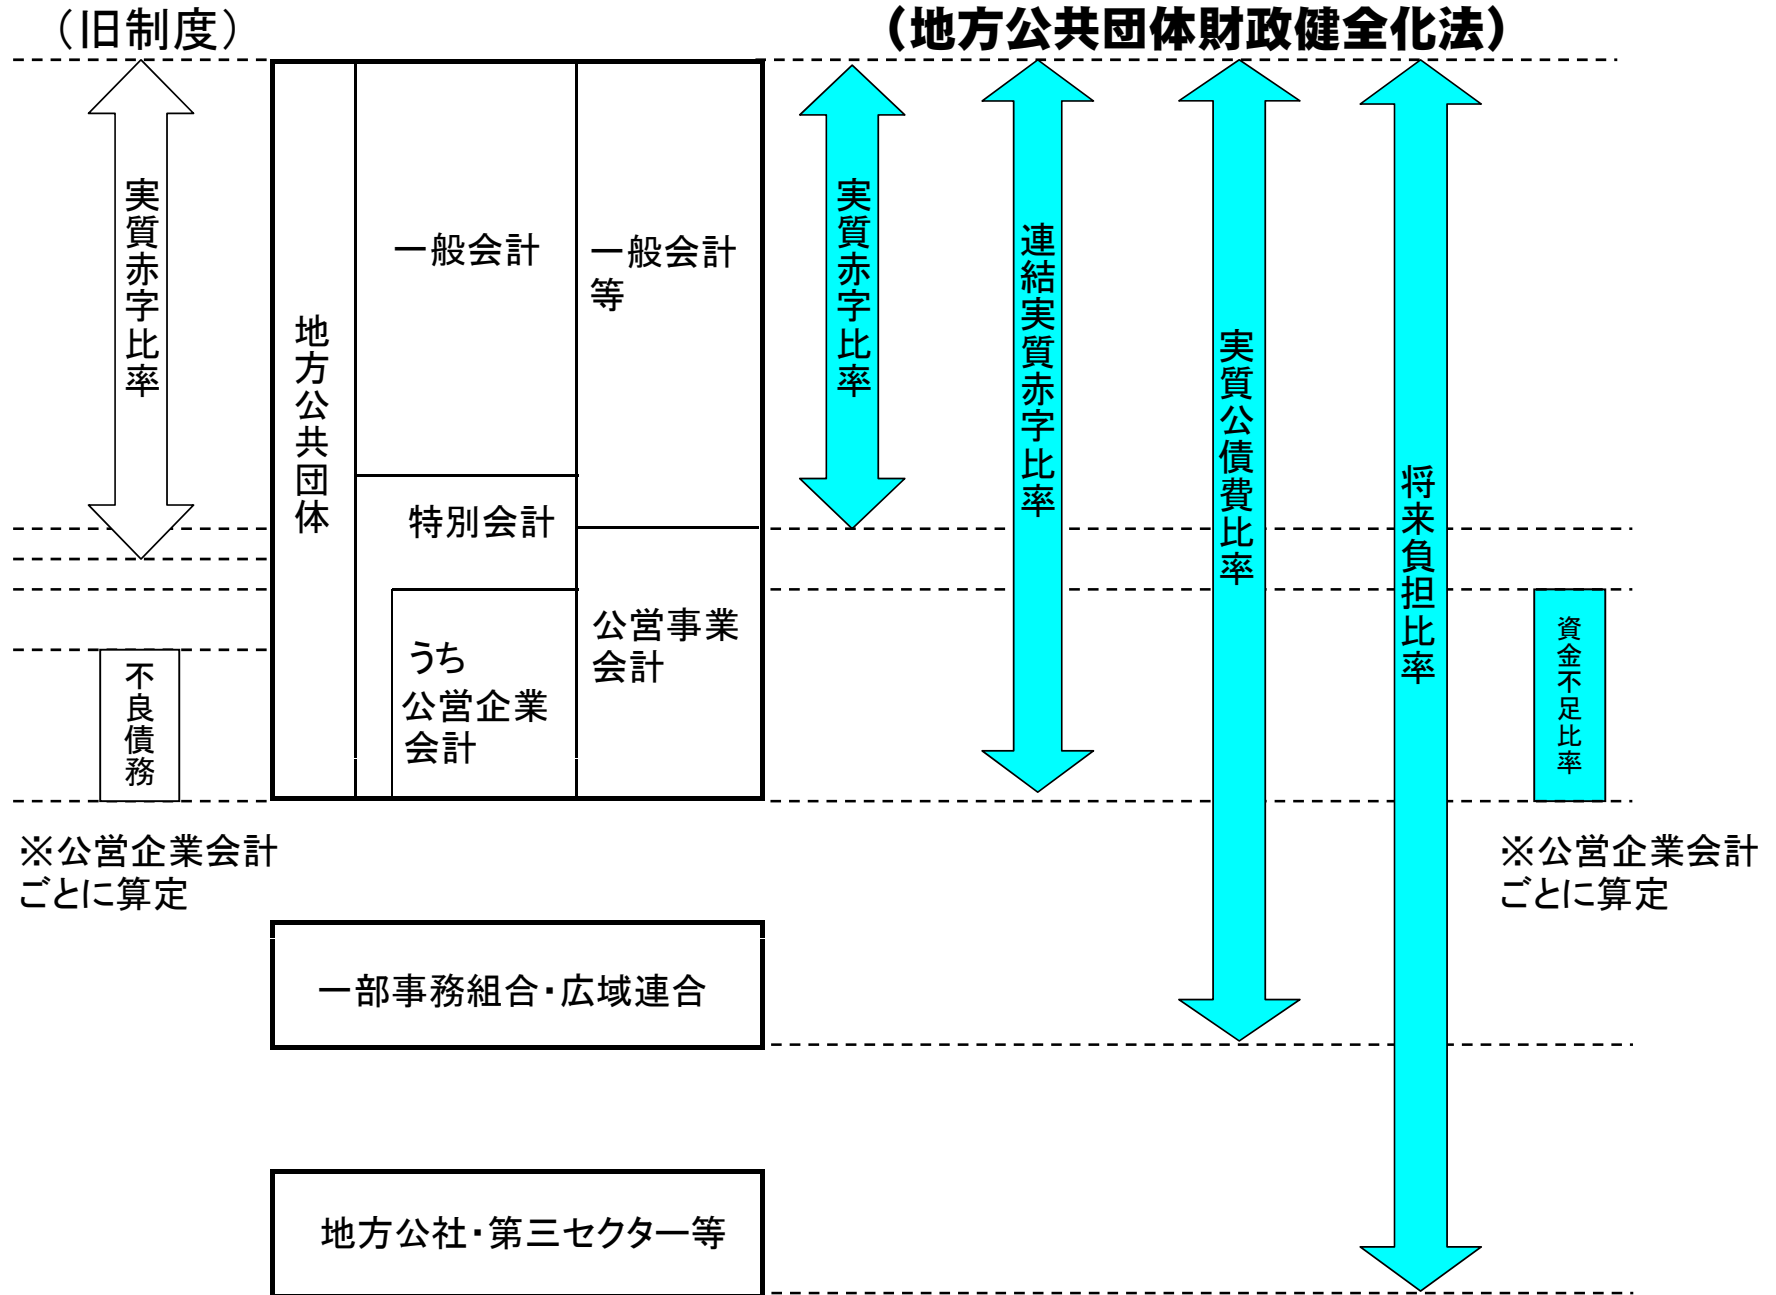 （旧制度）
（地方公共団体財政健全化法）
実質赤字比率
不良債務
※公営企業会計
ごとに算定
地方公共団体
一般会計
特別会計
うち
公営企業
会計
一般会計
等
公営事業
会計
実質赤字比率
連結実質赤字比率
実質公債費比率
将来負担比率
資金不足比率
※公営企業会計
ごとに算定
一部事務組合・広域連合
地方公社・第三セクター等